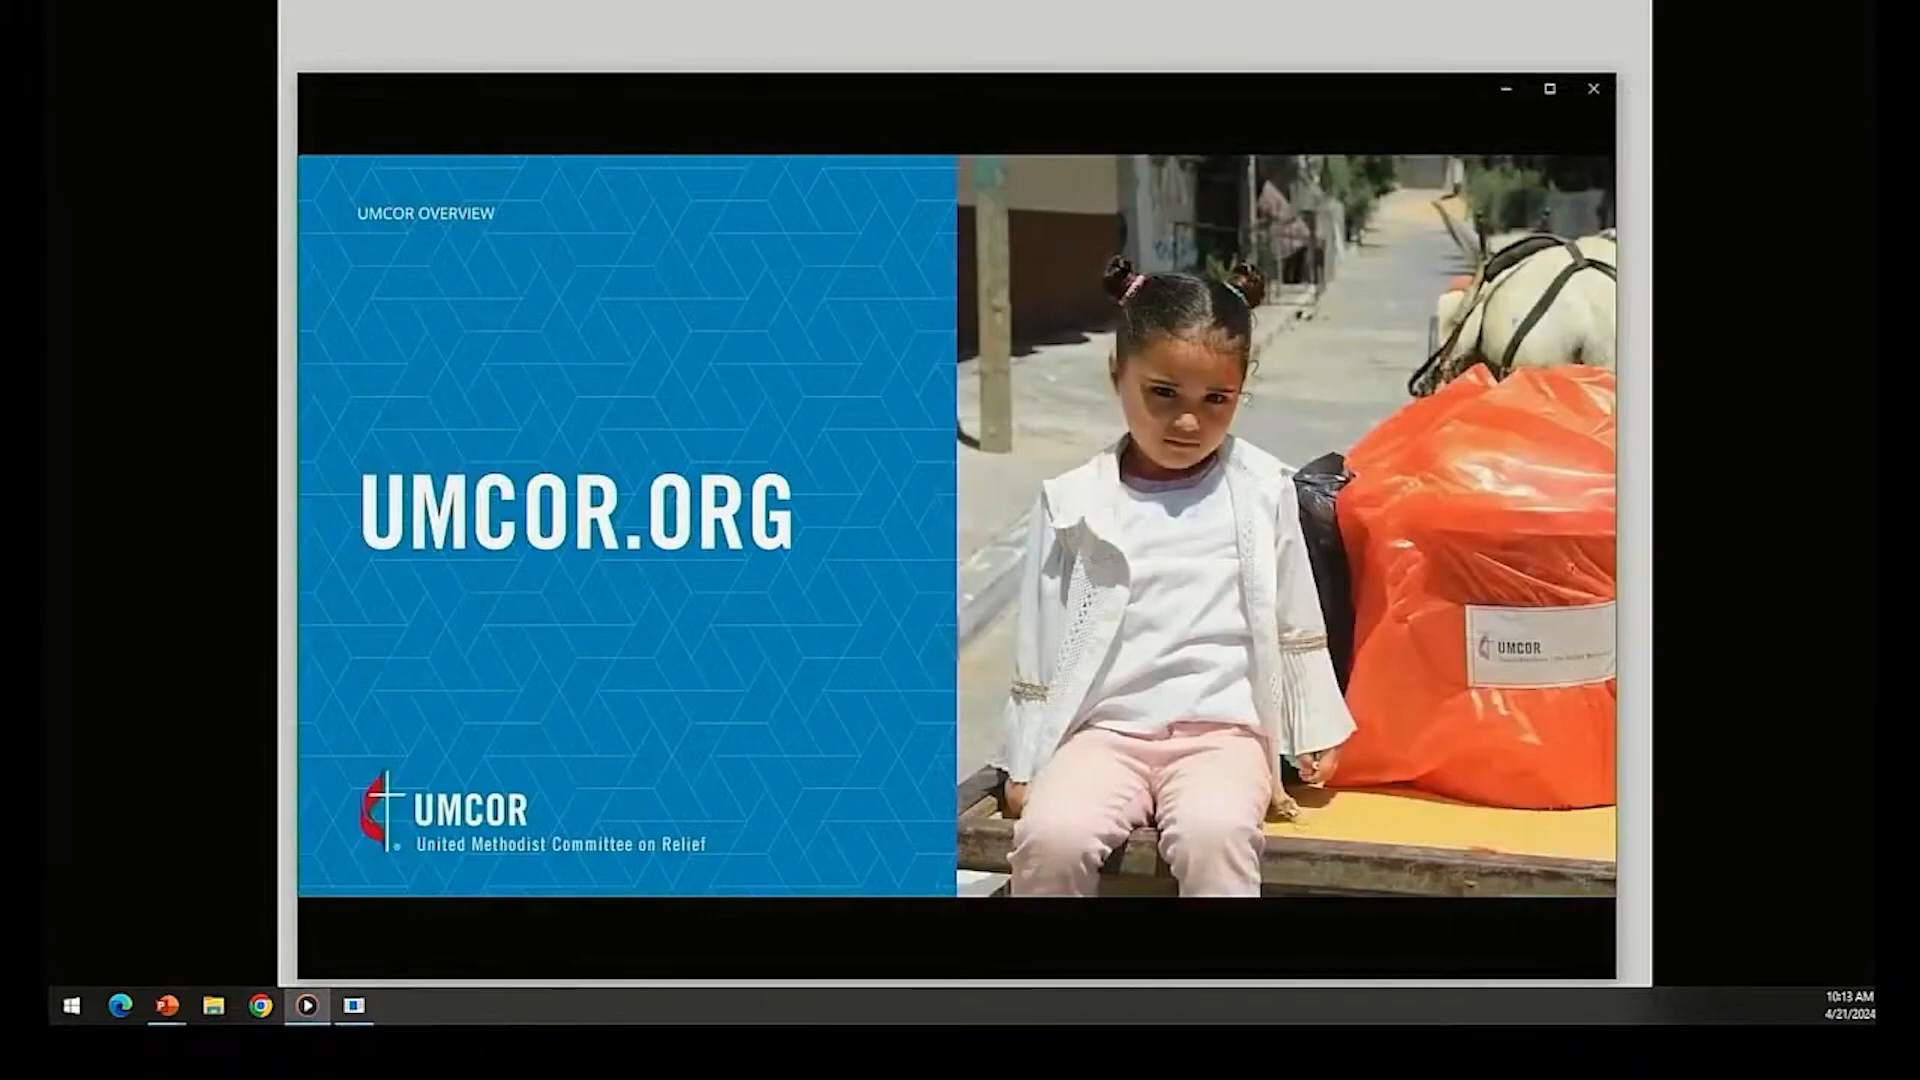 UMCOR OVERVIEW
UMCOR.ORG
UMCOR
United Methodist Committee on Relief
UMCOR
10:13 AM
4/21/2024